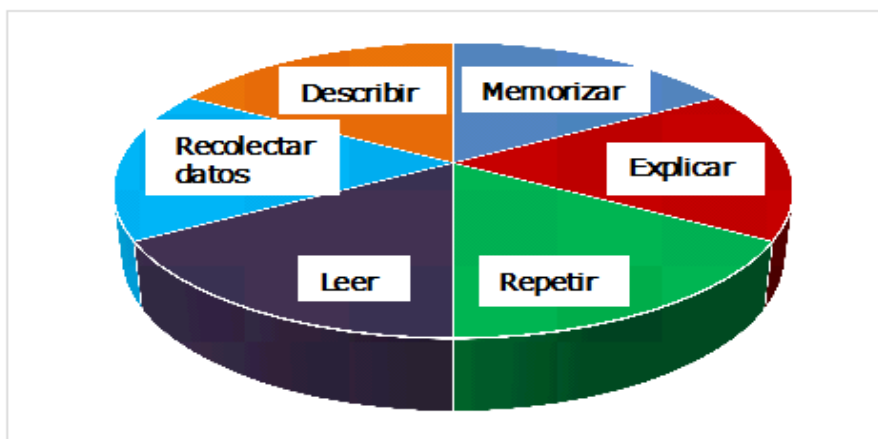 Describir
Memorizar
Recolectar
datos
Explicar
Leer
Repetir